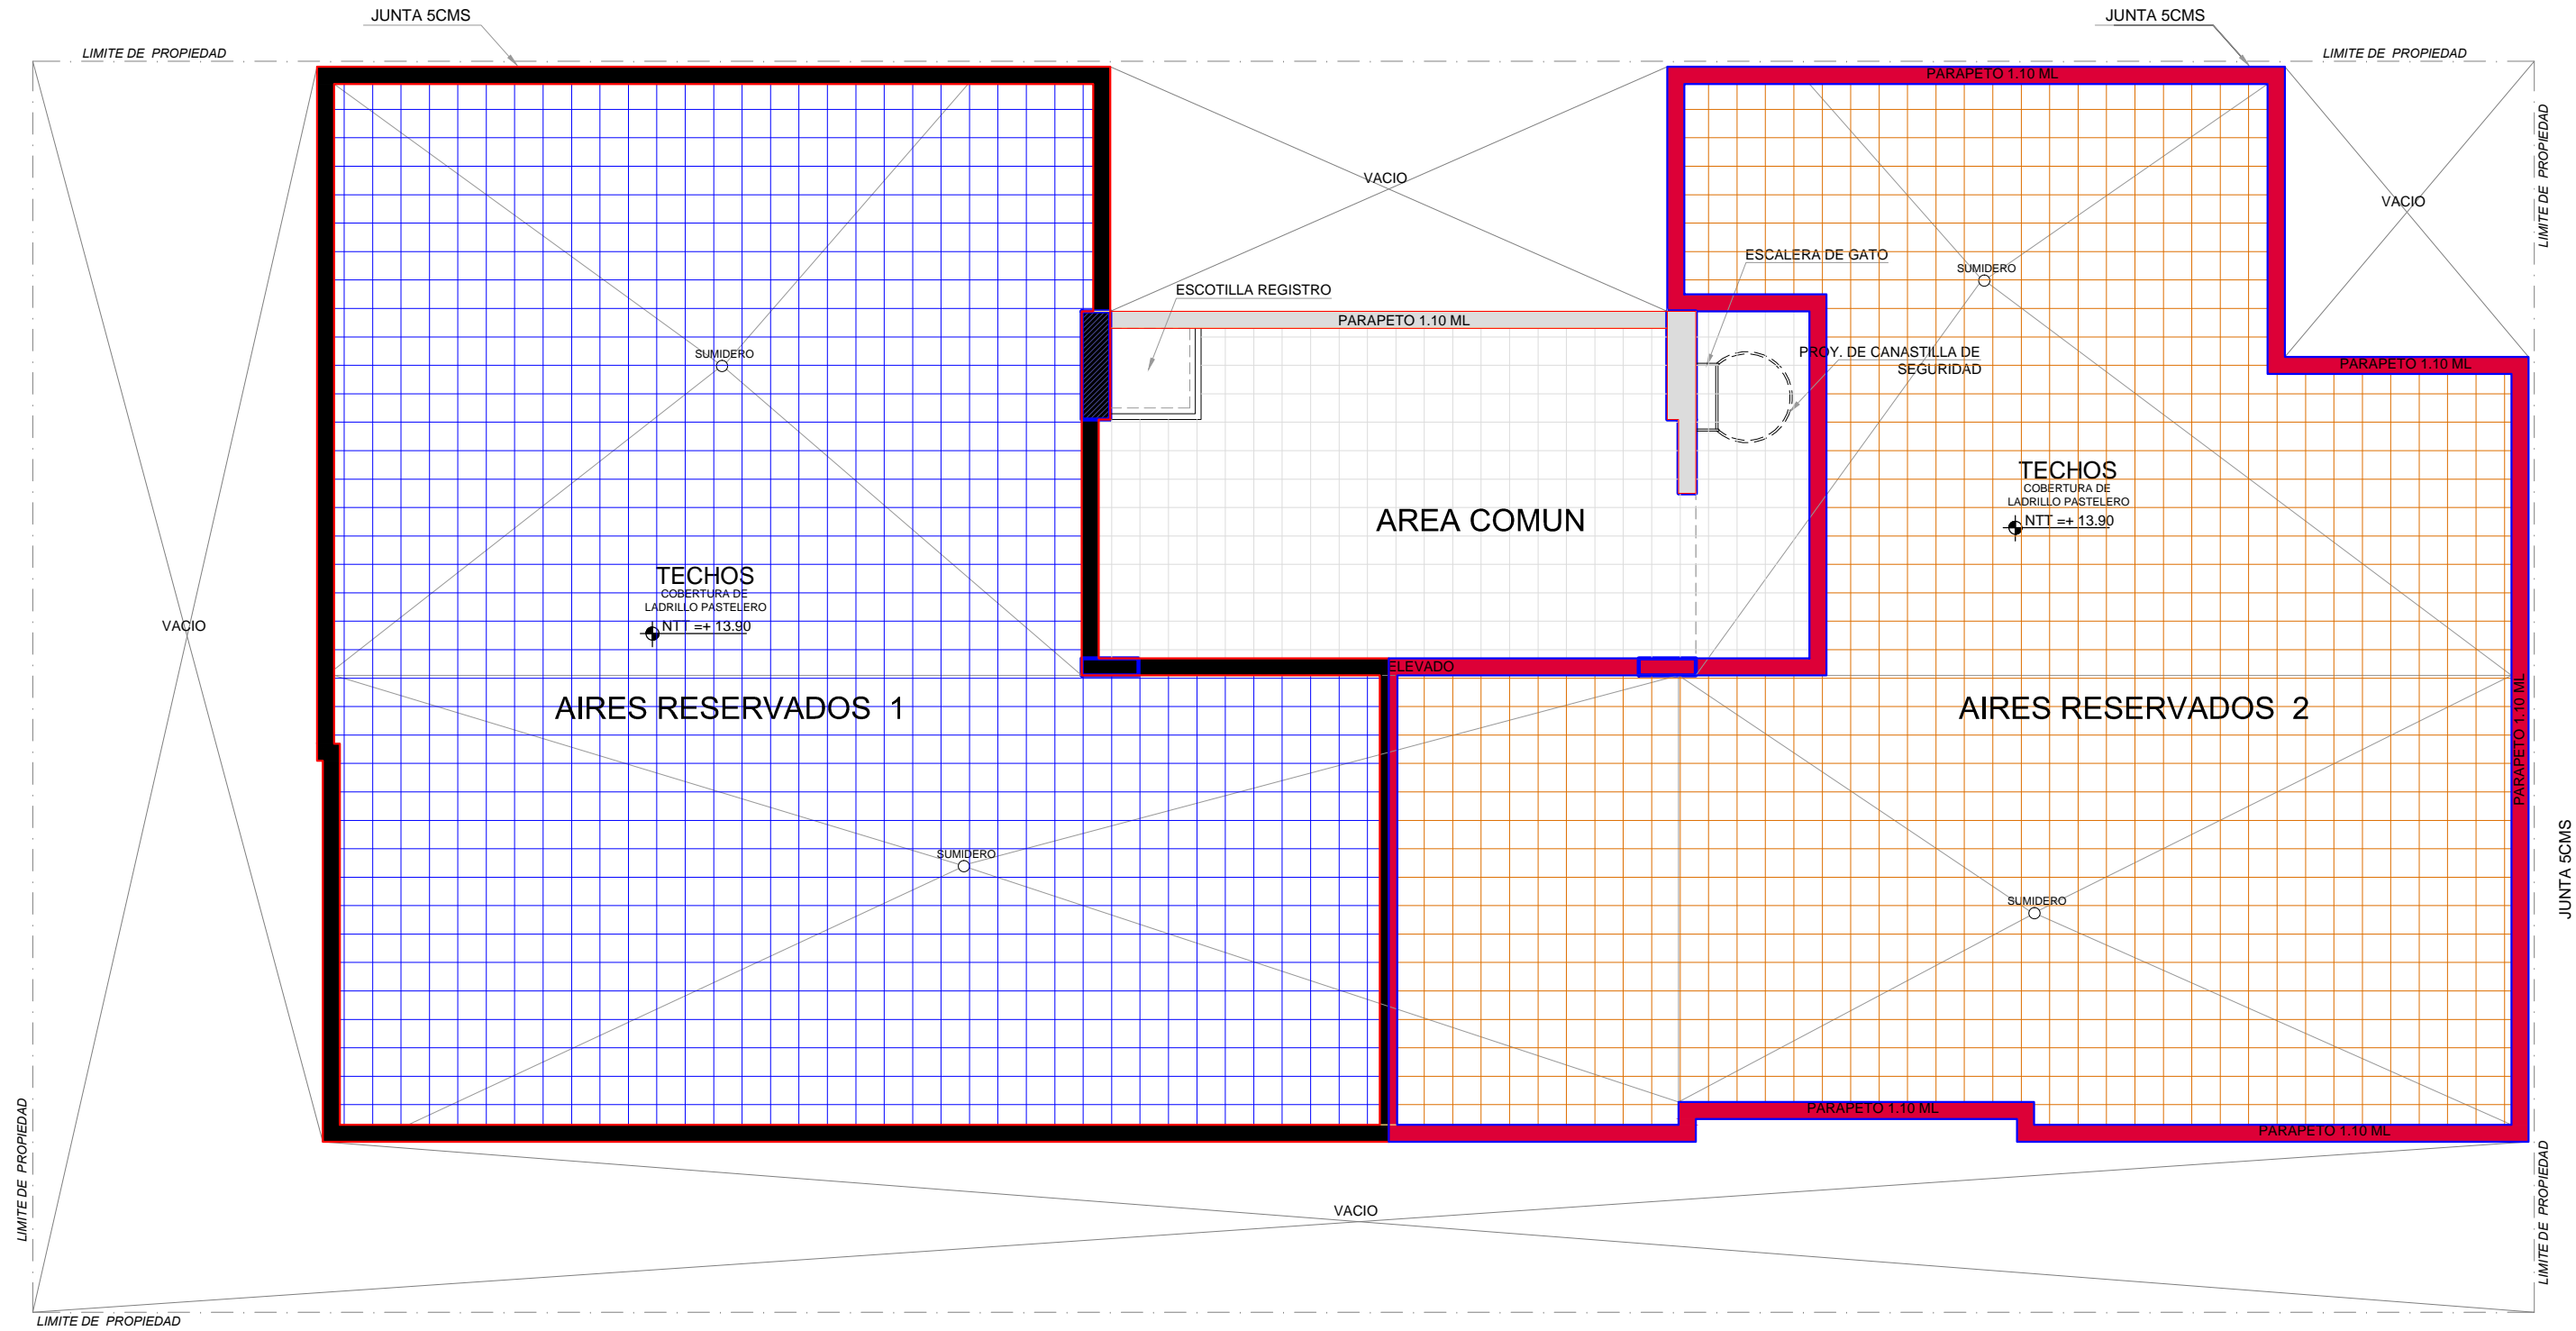 JUNTA 5CMS
JUNTA 5CMS
LIMITE DE PROPIEDAD
LIMITE DE PROPIEDAD
PARAPETO 1.10 ML
LIMITE DE PROPIEDAD
VACIO
VACIO
ESCALERA DE GATO
SUMIDERO
ESCOTILLA REGISTRO
PARAPETO 1.10 ML
SUMIDERO
PROY. DE CANASTILLA DE
SEGURIDAD
PARAPETO 1.10 ML
TECHOS
COBERTURA DE
LADRILLO PASTELERO
NTT =+ 13.90
AREA COMUN
TECHOS
COBERTURA DE
LADRILLO PASTELERO
NTT =+ 13.90
VACIO
ELEVADO
AIRES RESERVADOS 1
AIRES RESERVADOS 2
PARAPETO 1.10 ML
SUMIDERO
JUNTA 5CMS
SUMIDERO
PARAPETO 1.10 ML
PARAPETO 1.10 ML
LIMITE DE PROPIEDAD
VACIO
LIMITE DE PROPIEDAD
LIMITE DE PROPIEDAD